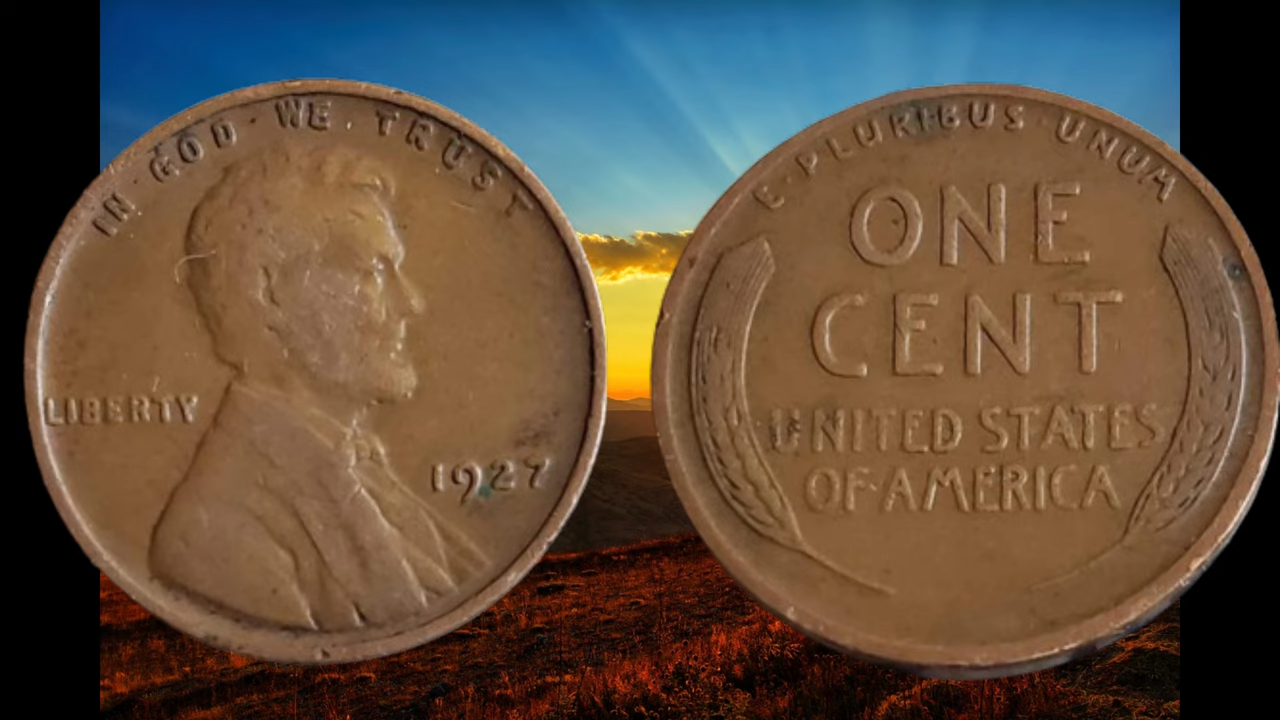 IN GOD WE TRUST
LIBERTY
1927
E·PLURIBUS·UNUM
ONE
CENT
UNITED STATES
OF·AMERICA